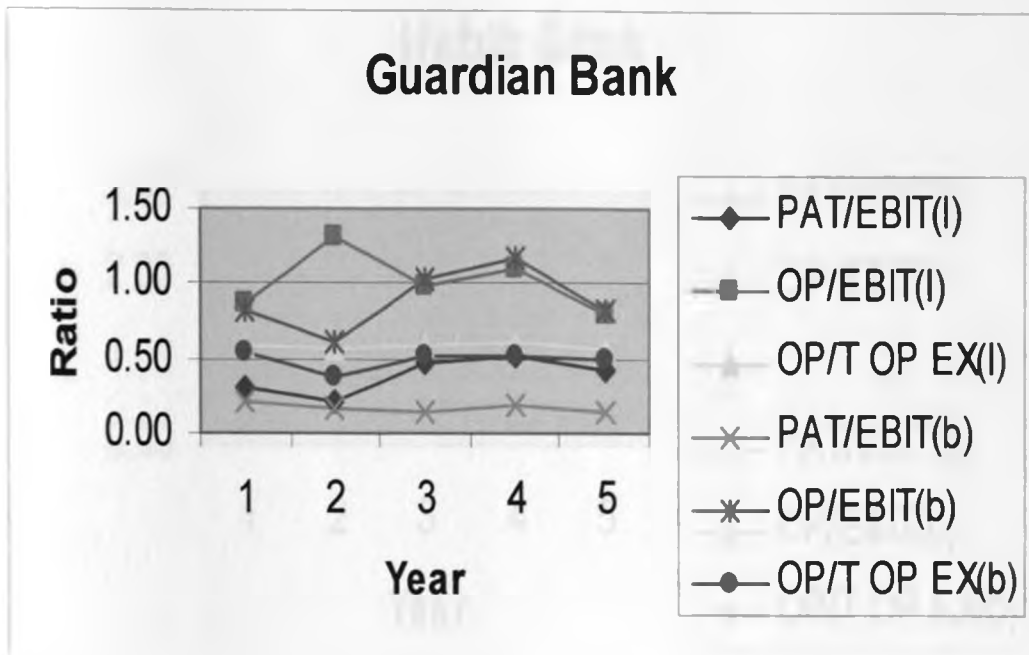 Guardian Bank
1.50
1.00
0.50
0.00
Ratio
1 2 3 4 5
Year
PAT/EBIT(l)
OP/EBIT(l)
OP/T OP EX(l)
PAT/EBIT(b)
OP/EBIT(b)
OP/T OP EX(b)